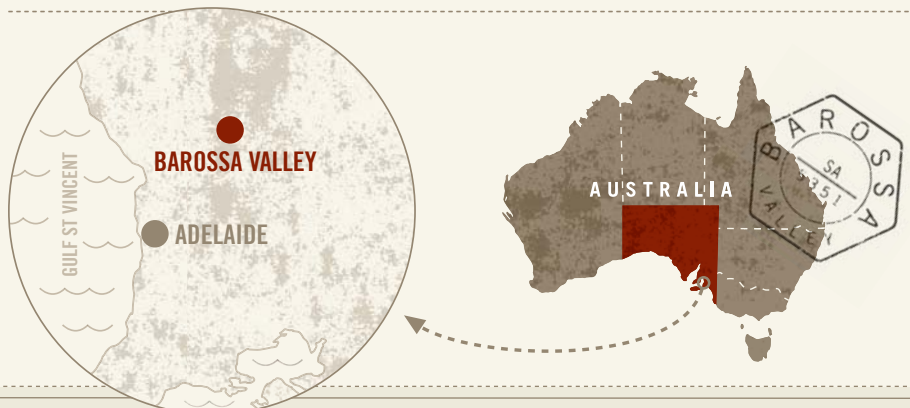 BAROSSA VALLEY
GULF ST VINCENT
ADELAIDE
AUSTRALIA
BAROSSA
SA
5351
VALLEY